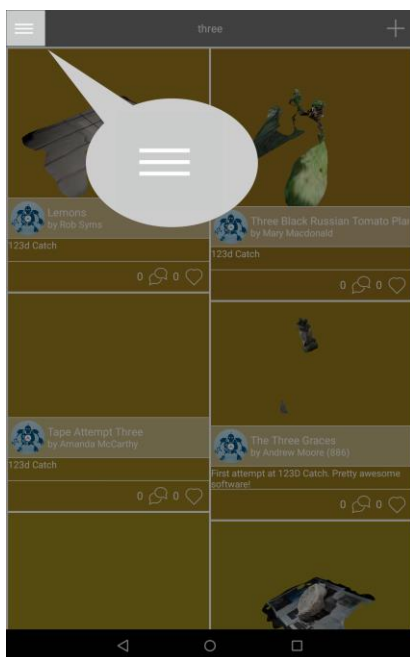 three
Lemons
by Rob Syms
123d Catch
0 0
Three Black Russian Tomato Pla
by Mary Macdonald
123d Catch
0 0
Tape Attempt Three
by Amanda McCarthy
123d Catch
0 0
The Three Graces
by Andrew Moore (886)
First attempt at 123D Catch. Pretty awesome
software!
0 0